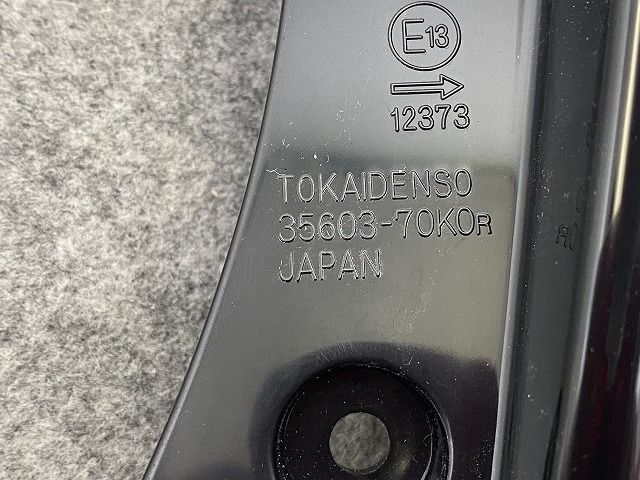 E13
12373
TOKAIDENSO
35603-70K0R
JAPAN